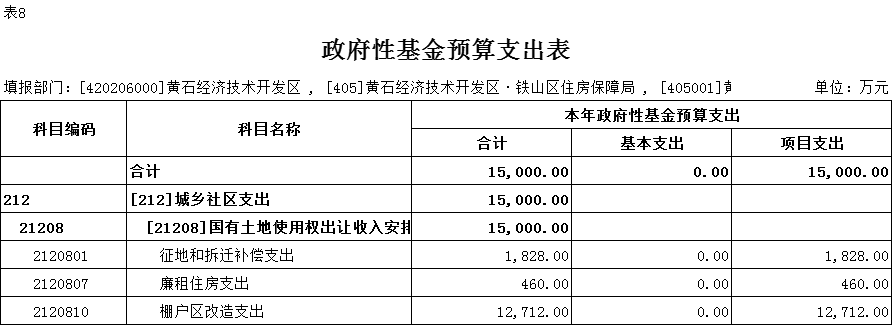 表8
政府性基金预算支出表
填报部门：[420206000]黄石经济技术开发区 , [405]黄石经济技术开发区·铁山区住房保障局 , [405001] 单位：万元
科目编码 科目名称 本年政府性基金预算支出
合计 基本支出 项目支出
合计 15,000.00 0.00 15,000.00
212 [212]城乡社区支出 15,000.00
21208 [21208]国有土地使用权出让收入安排 15,000.00
2120801 征地和拆迁补偿支出 1,828.00 0.00 1,828.00
2120807 廉租住房支出 460.00 0.00 460.00
2120810 棚户区改造支出 12,712.00 0.00 12,712.00